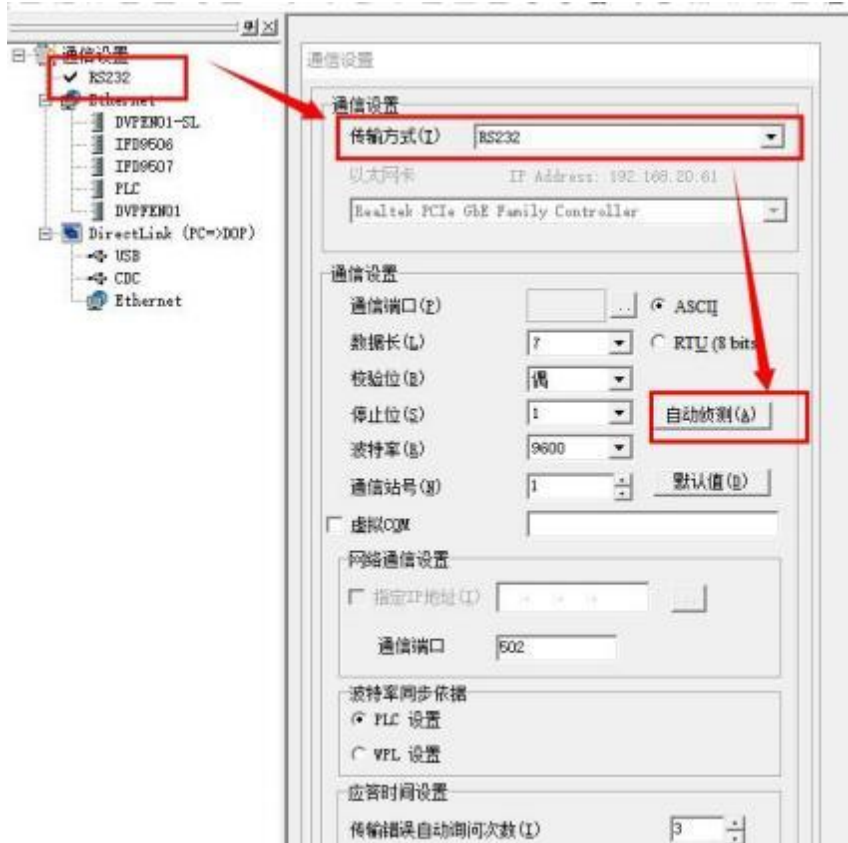 通信设置
RS232
Ethernet
DVPEN01-SL
IFD9506
IFD9507
PLC
DVPFEN01
DirectLink (PC=>DOP)
USB
CDC
Ethernet
通信设置
通信设置
传输方式(T) RS232
以太网卡 IP Address: 192.168.20.61
Realtek PCIe GbE Family Controller
通信设置
通信端口(P) .. ASCII
数据长(L) 7 RTU (8 bits
校验位(B) 偶
停止位(S) 1 自动侦测(A)
波特率(R) 9600
通信站号(N) 1 默认值(D)
虚拟COM
网络通信设置
指定IP地址(I) ...
通信端口 502
波特率同步依据
PLC 设置
WPL 设置
应答时间设置
传输错误自动询问次数(I) 3